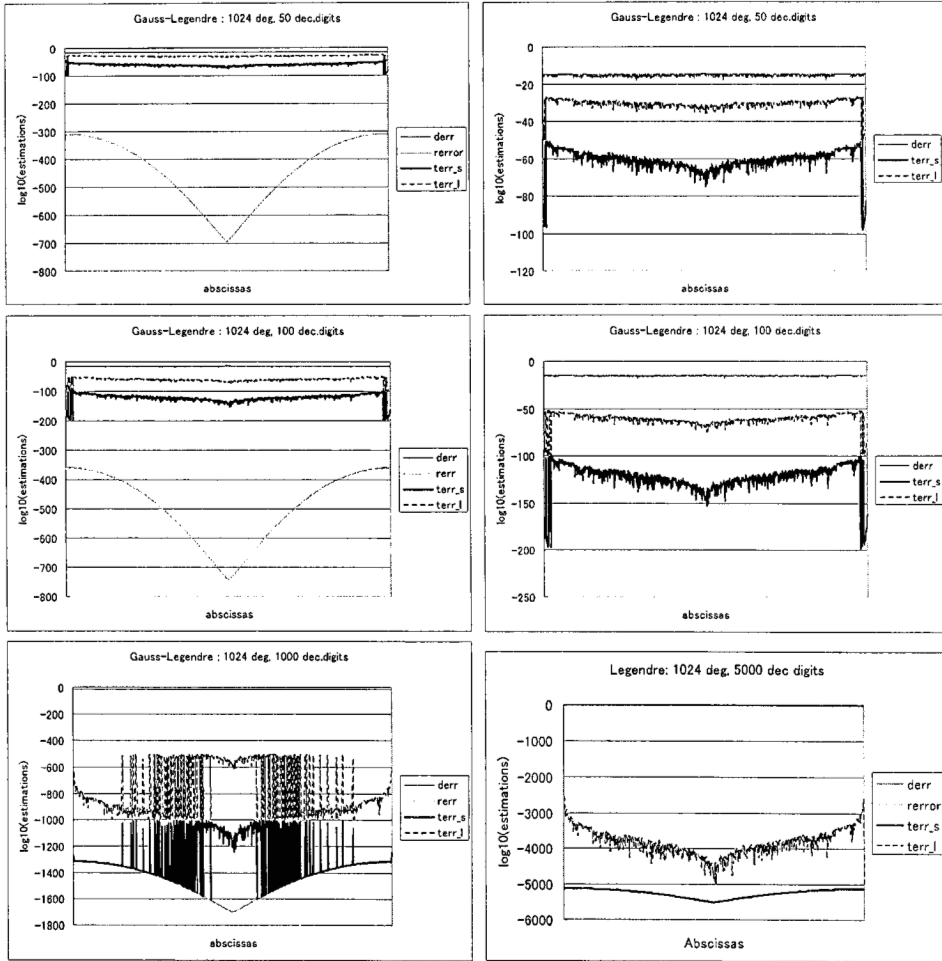 Gauss-Legendre : 1024 deg, 50 dec.digits
log10(estimations)
0
-100
-200
-300
-400
-500
-600
-700
-800
abscissas
derr
rerror
terr_s
terr_l
Gauss-Legendre : 1024 deg, 50 dec.digits
log10(estimations)
0
-20
-40
-60
-80
-100
-120
abscissas
derr
terr_s
terr_l
Gauss-Legendre : 1024 deg, 100 dec.digits
log10(estimations)
0
-100
-200
-300
-400
-500
-600
-700
-800
abscissas
derr
rerr
terr_s
terr_l
Gauss-Legendre : 1024 deg, 100 dec.digits
log10(estimations)
0
-50
-100
-150
-200
-250
abscissas
derr
terr_s
terr_l
Gauss-Legendre : 1024 deg, 1000 dec.digits
log10(estimations)
0
-200
-400
-600
-800
-1000
-1200
-1400
-1600
-1800
abscissas
derr
rerr
terr_s
terr_l
Legendre: 1024 deg, 5000 dec digits
log10(estimations)
0
-1000
-2000
-3000
-4000
-5000
-6000
Abscissas
derr
rerror
terr_s
terr_l